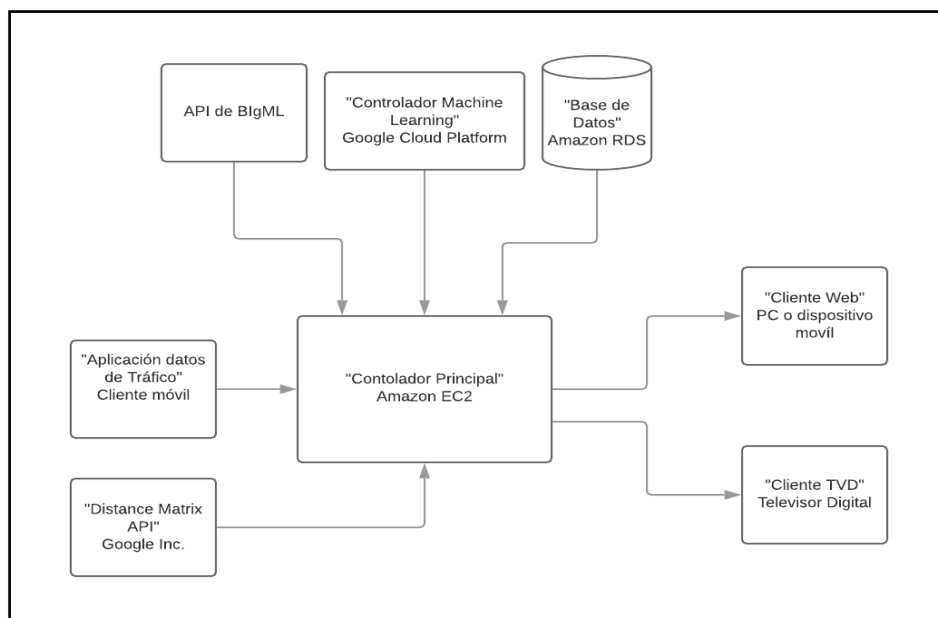 API de BIgML
"Controlador Machine
Learning"
Google Cloud Platform
"Base de
Datos"
Amazon RDS
"Cliente Web"
PC o dispositivo
movíl
"Aplicación datos
de Tráfico"
Cliente móvil
"Contolador Principal"
Amazon EC2
"Cliente TVD"
Televisor Digital
"Distance Matrix
API"
Google Inc.